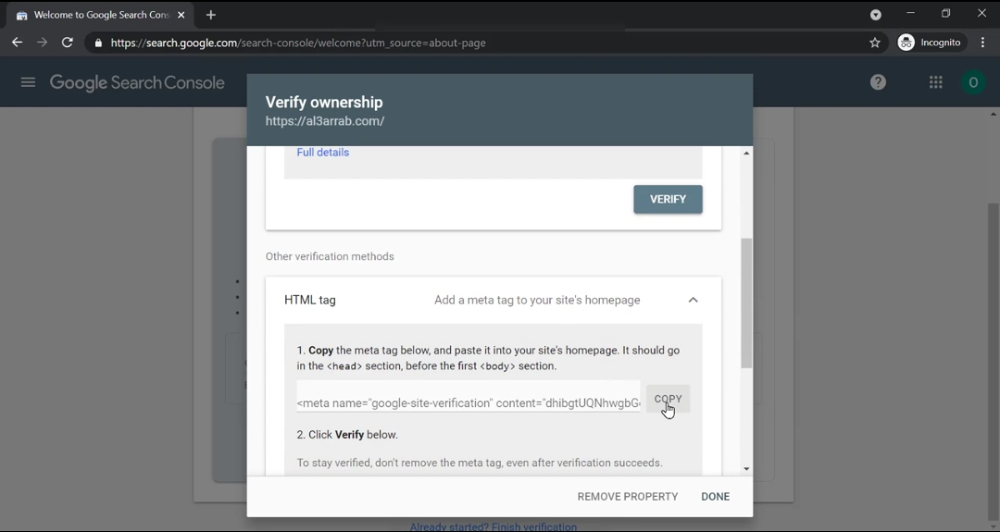 Welcome to Google Search Cons
https://search.google.com/search-console/welcome?utm_source=about-page
Incognito
Google Search Console
O
Verify ownership
https://al3arrab.com/
Full details
VERIFY
Other verification methods
HTML tag
Add a meta tag to your site's homepage
1. Copy the meta tag below, and paste it into your site's homepage. It should go
in the <head> section, before the first <body> section.
<meta name="google-site-verification" content="dhibgtUQNhwgbG
COPY
2. Click Verify below.
To stay verified, don't remove the meta tag, even after verification succeeds.
REMOVE PROPERTY
DONE
Already started? Finish verification